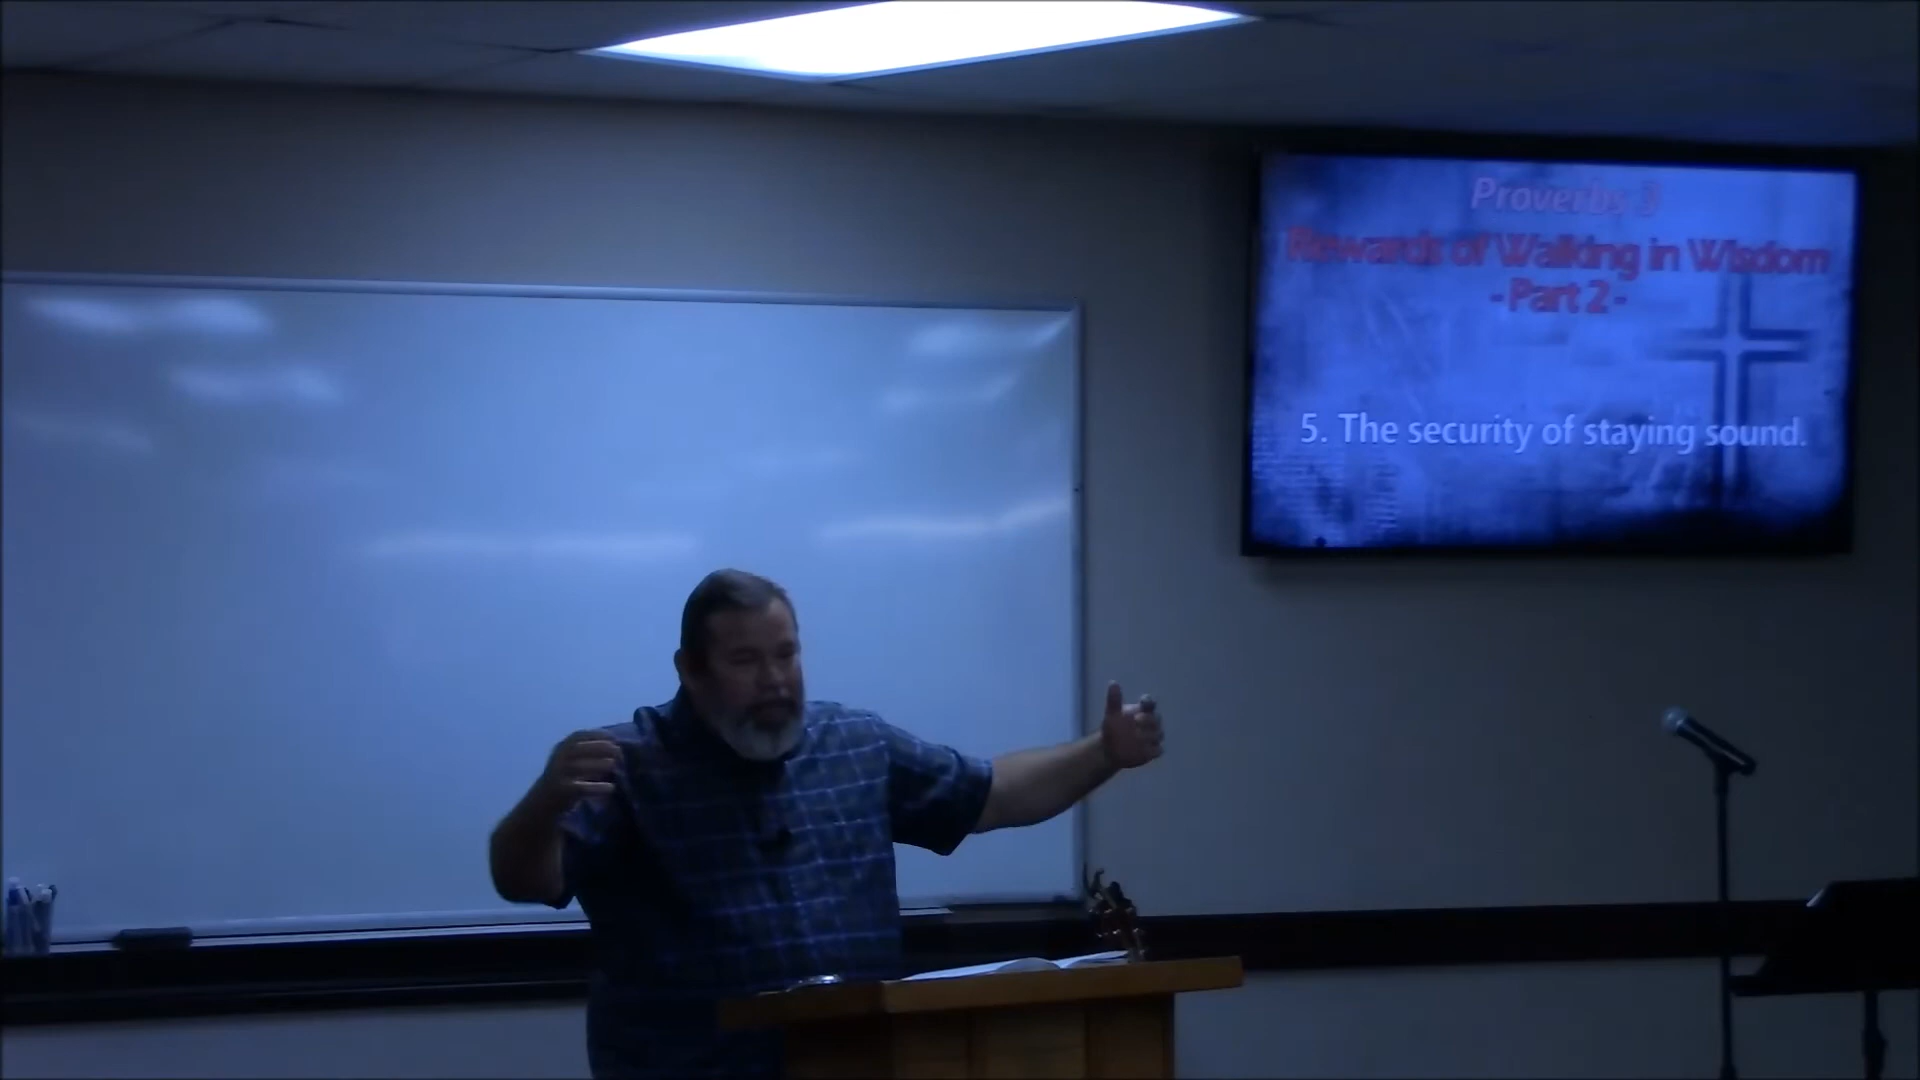 Proverbs 3
Rewards of Walking in Wisdom
- Part 2 -
5. The security of staying sound.